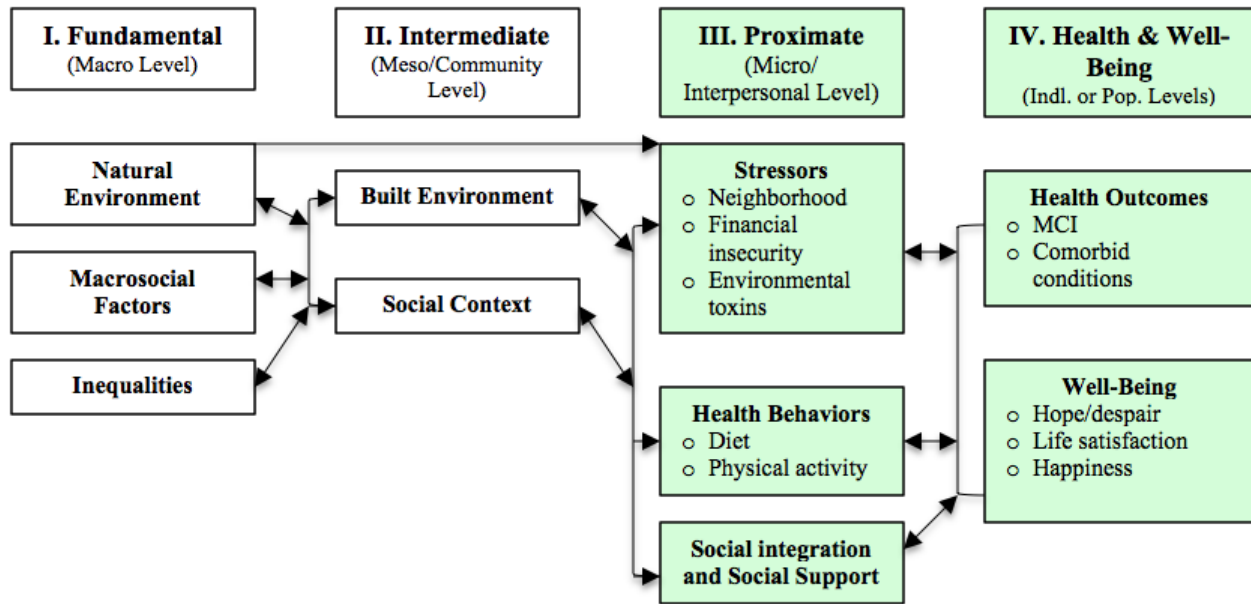 I. Fundamental
(Macro Level)
II. Intermediate
(Meso/Community
Level)
III. Proximate
(Micro/
Interpersonal Level)
IV. Health & Well-
Being
(Indl. or Pop. Levels)
Natural
Environment
Macrosocial
Factors
Inequalities
Built Environment
Social Context
Stressors
o Neighborhood
o Financial
insecurity
o Environmental
toxins
Health Behaviors
o Diet
o Physical activity
Social integration
and Social Support
Health Outcomes
o MCI
o Comorbid
conditions
Well-Being
o Hope/despair
o Life satisfaction
o Happiness